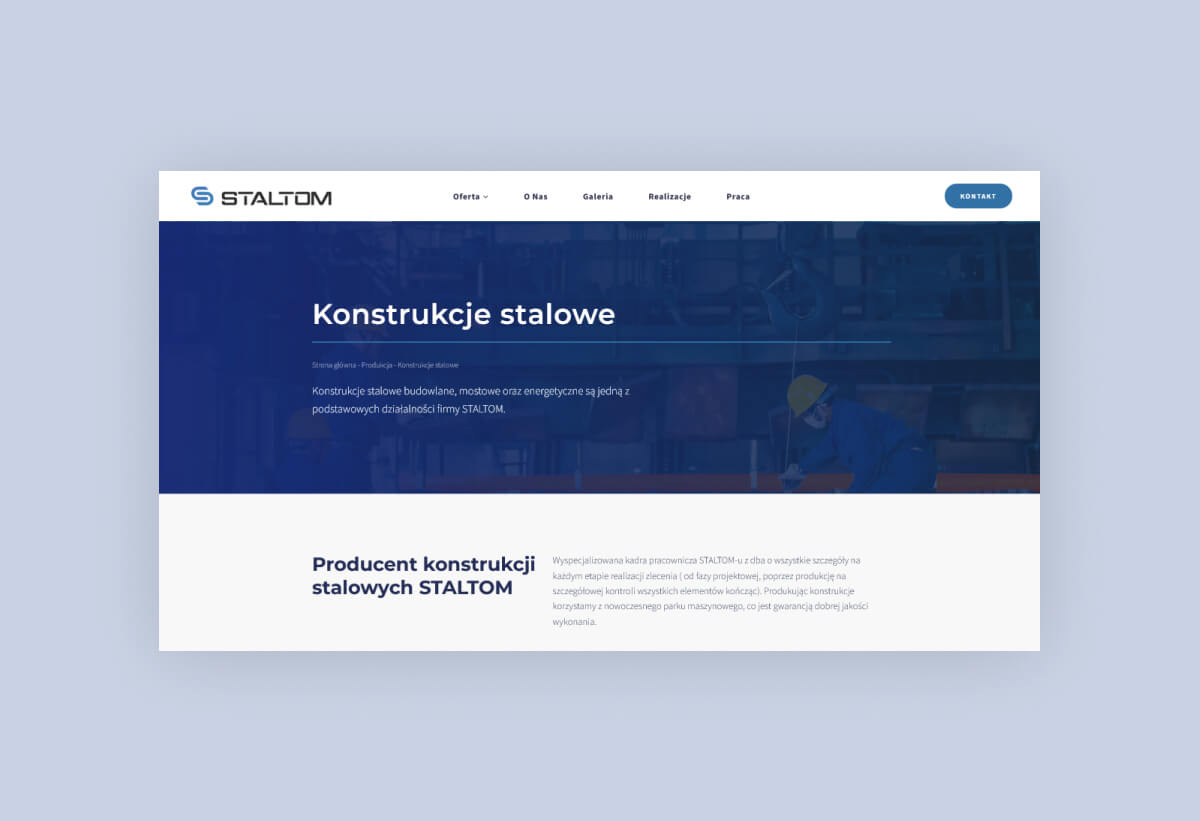 STALTOM
Oferta
O Nas
Galeria
Realizacje
Praca
KONTAKT
Konstrukcje stalowe
Strona główna - Produkcja - Konstrukcje stalowe
Konstrukcje stalowe budowlane, mostowe oraz energetyczne są jedną z
podstawowych działalności firmy STALTOM.
Producent konstrukcji
stalowych STALTOM
Wyspecjalizowana kadra pracownicza STALTOM-u z dba o wszystkie szczegóły na
każdym etapie realizacji zlecenia ( od fazy projektowej, poprzez produkcję na
szczegółowej kontroli wszystkich elementów kończąc). Produkując konstrukcje
korzystamy z nowoczesnego parku maszynowego, co jest gwarancją dobrej jakości
wykonania.